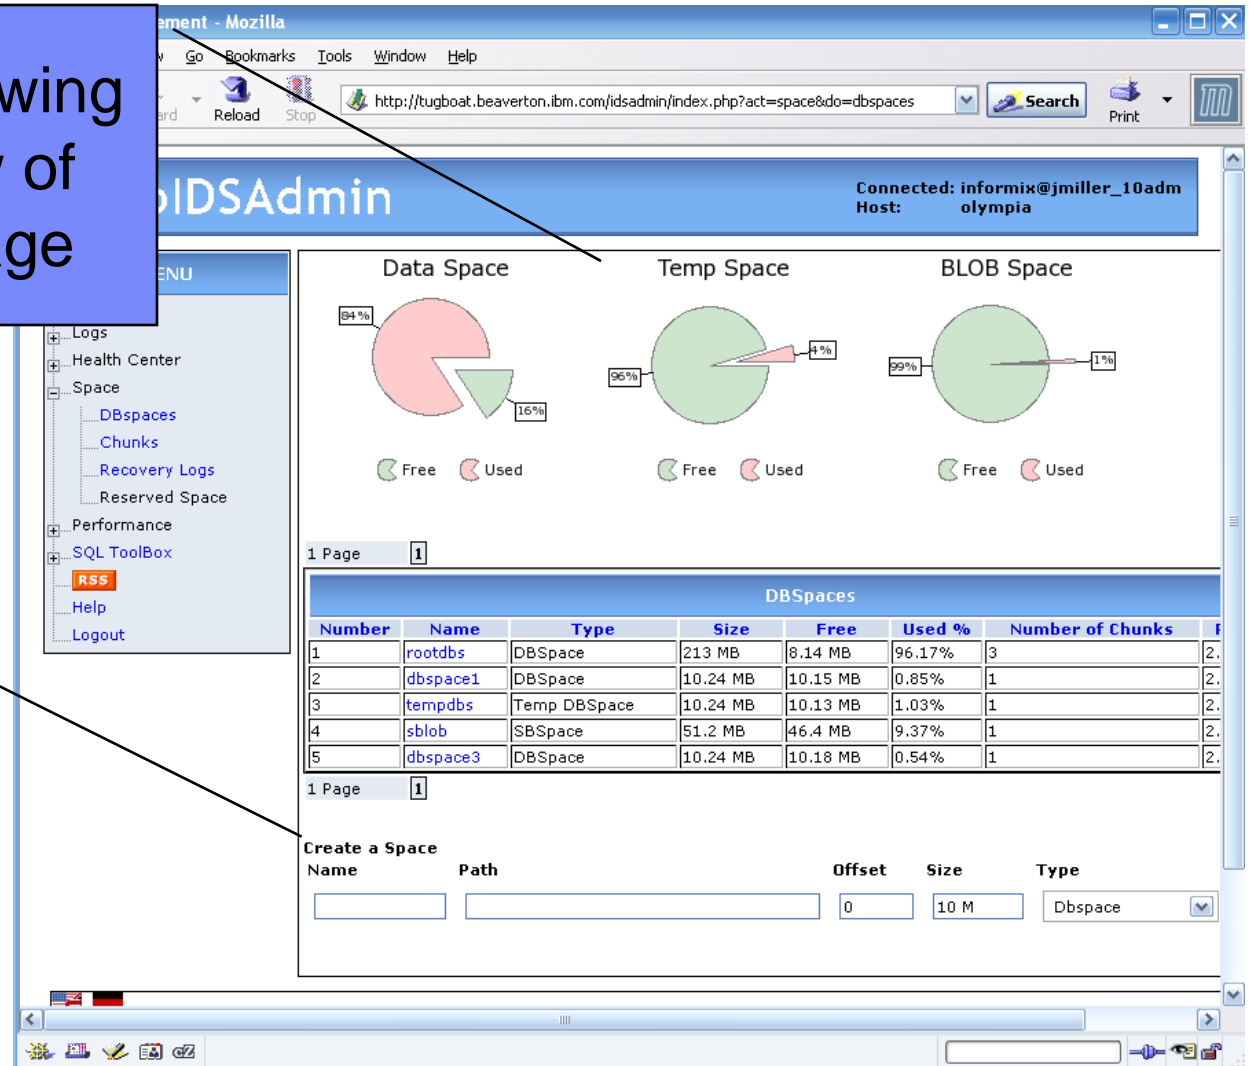 ement - Mozilla
wing
y of
age
Go Bookmarks Tools Window Help
Reload Stop http://tugboat.beaverton.ibm.com/idsadmin/index.php?act=space&do=dbspaces Search Print
IDSAdmin
Connected: informix@jmiller_10adm
Host: olympia
ENU
Logs
Health Center
Space
DBspaces
Chunks
Recovery Logs
Reserved Space
Performance
SQL ToolBox
RSS
Help
Logout
Data Space Temp Space BLOB Space
84% 16%
96% 4%
99% 1%
Free Used Free Used Free Used
1 Page 1
DBSpaces
Number Name Type Size Free Used % Number of Chunks
1 rootdbs DBSpace 213 MB 8.14 MB 96.17% 3 2.
2 dbspace1 DBSpace 10.24 MB 10.15 MB 0.85% 1 2.
3 tempdbs Temp DBSpace 10.24 MB 10.13 MB 1.03% 1 2.
4 sblob SBSpace 51.2 MB 46.4 MB 9.37% 1 2.
5 dbspace3 DBSpace 10.24 MB 10.18 MB 0.54% 1 2.
1 Page 1
Create a Space
Name Path Offset Size Type
0 10 M Dbspace